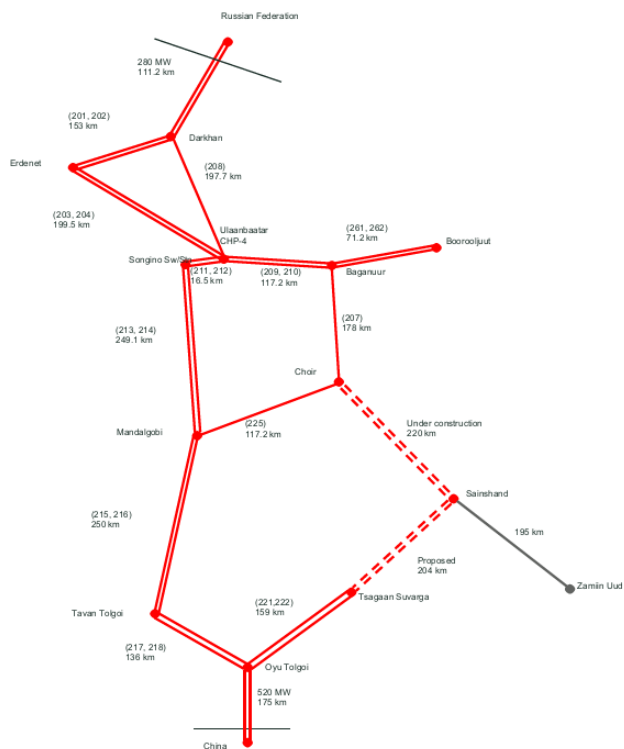 Russian Federation
280 MW
111.2 km
(201, 202)
153 km
Darkhan
Erdenet
(208)
197.7 km
(203, 204)
199.5 km
Ulaanbaatar
CHP-4
(261, 262)
71.2 km
Boorooljuut
Songino Sw/Stn
(211, 212)
16.5 km
(209, 210)
117.2 km
Baganuur
(213, 214)
249.1 km
(207)
178 km
Choir
Mandalgobi
(225)
117.2 km
Under construction
220 km
Sainshand
(215, 216)
250 km
195 km
Proposed
204 km
Zamiin Uud
Tsagaan Suvarga
(221,222)
159 km
Tavan Tolgoi
(217, 218)
136 km
Oyu Tolgoi
520 MW
175 km
China